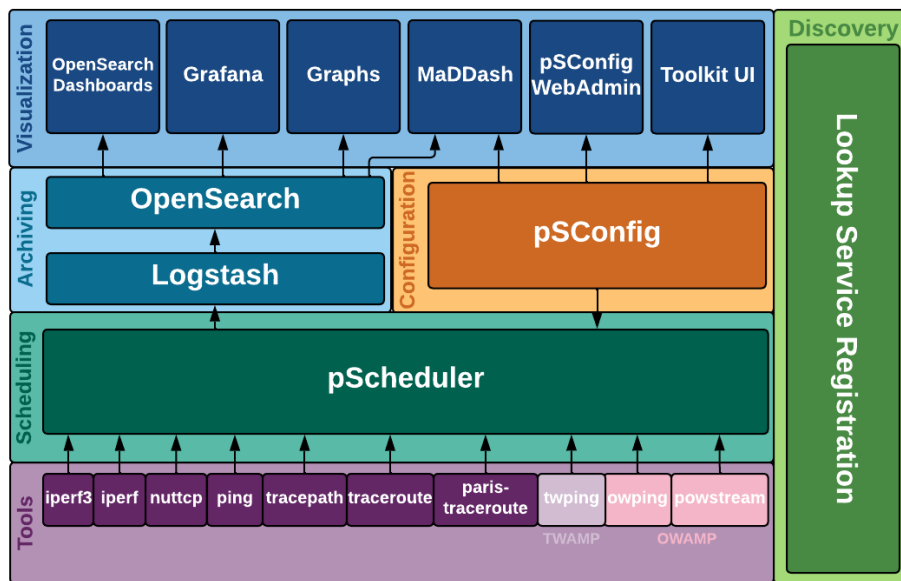 Visualization
OpenSearch
Dashboards
Grafana
Graphs
MaDDash
pSConfig
WebAdmin
Toolkit UI
Discovery
Lookup Service Registration
Archiving
OpenSearch
Logstash
Configuration
pSConfig
Scheduling
pScheduler
Tools
iperf3
iperf
nuttcp
ping
tracepath
traceroute
paris-
traceroute
twping
owping
powstream
TWAMP
OWAMP